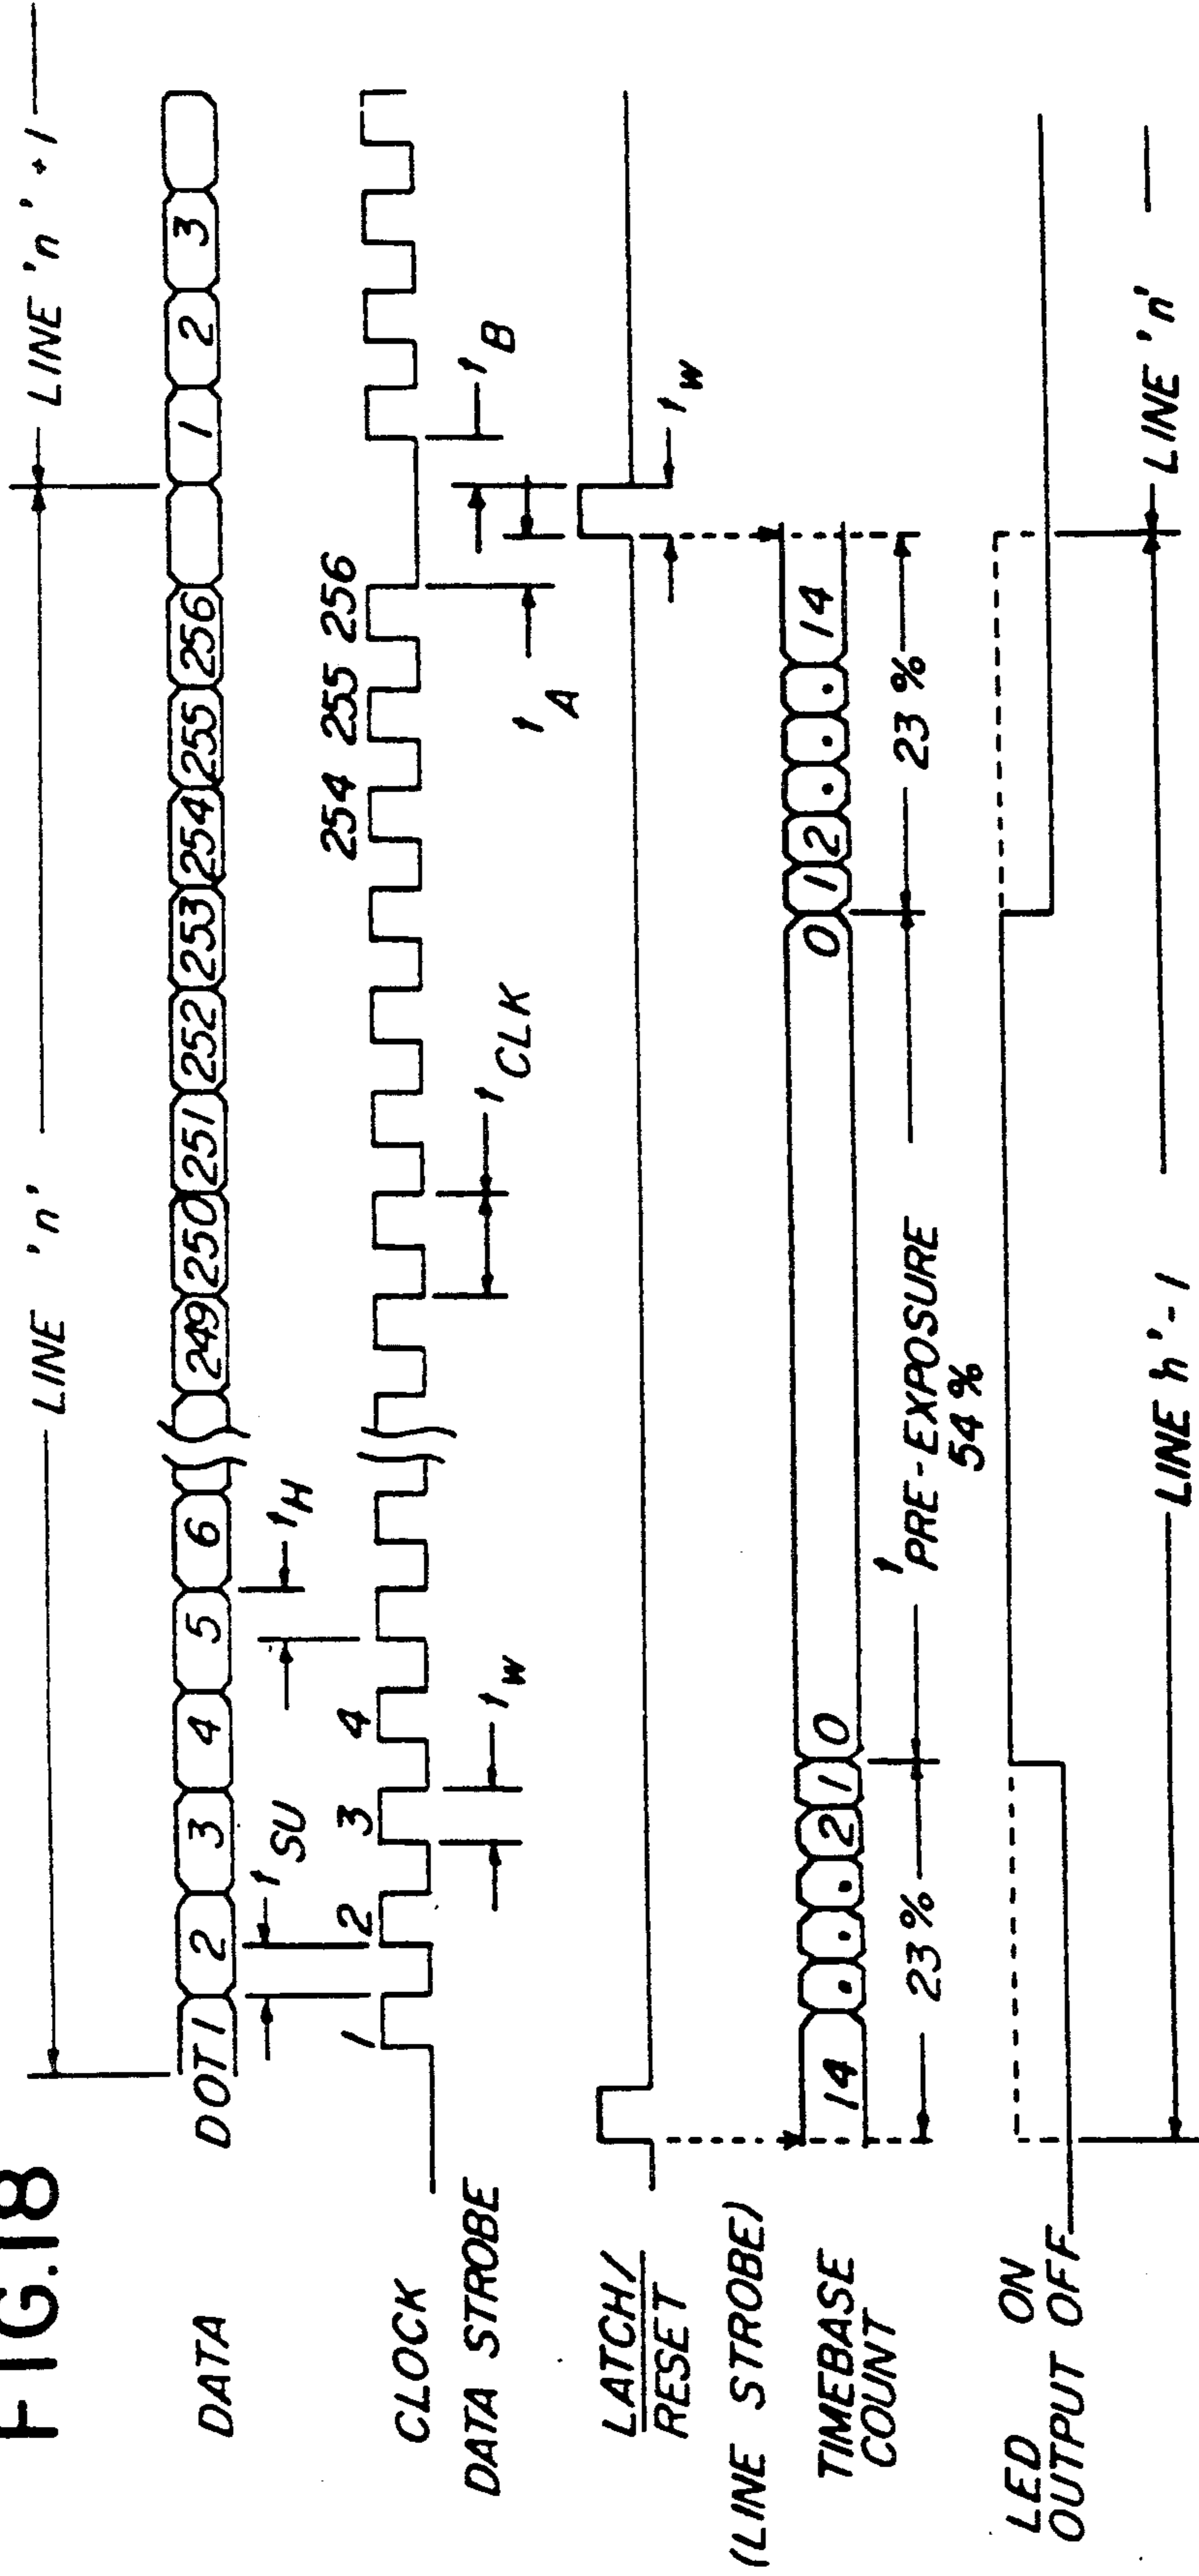 FIG.18
LINE 'n'
LINE 'n' + 1
DATA
DOT 1 2 3 4 5 6 249 250 251 252 253 254 255 256 1 2 3
tSU
tH
CLOCK
1 2 3 4 254 255 256
DATA STROBE
tW
tCLK
tA
tB
LATCH/
RESET
tW
(LINE STROBE)
TIMEBASE
COUNT
14 . . . 2 1 0 0 1 2 . . . 14
23%
tPRE-EXPOSURE
54%
23%
LED ON
OUTPUT OFF
LINE n'-1
LINE 'n'